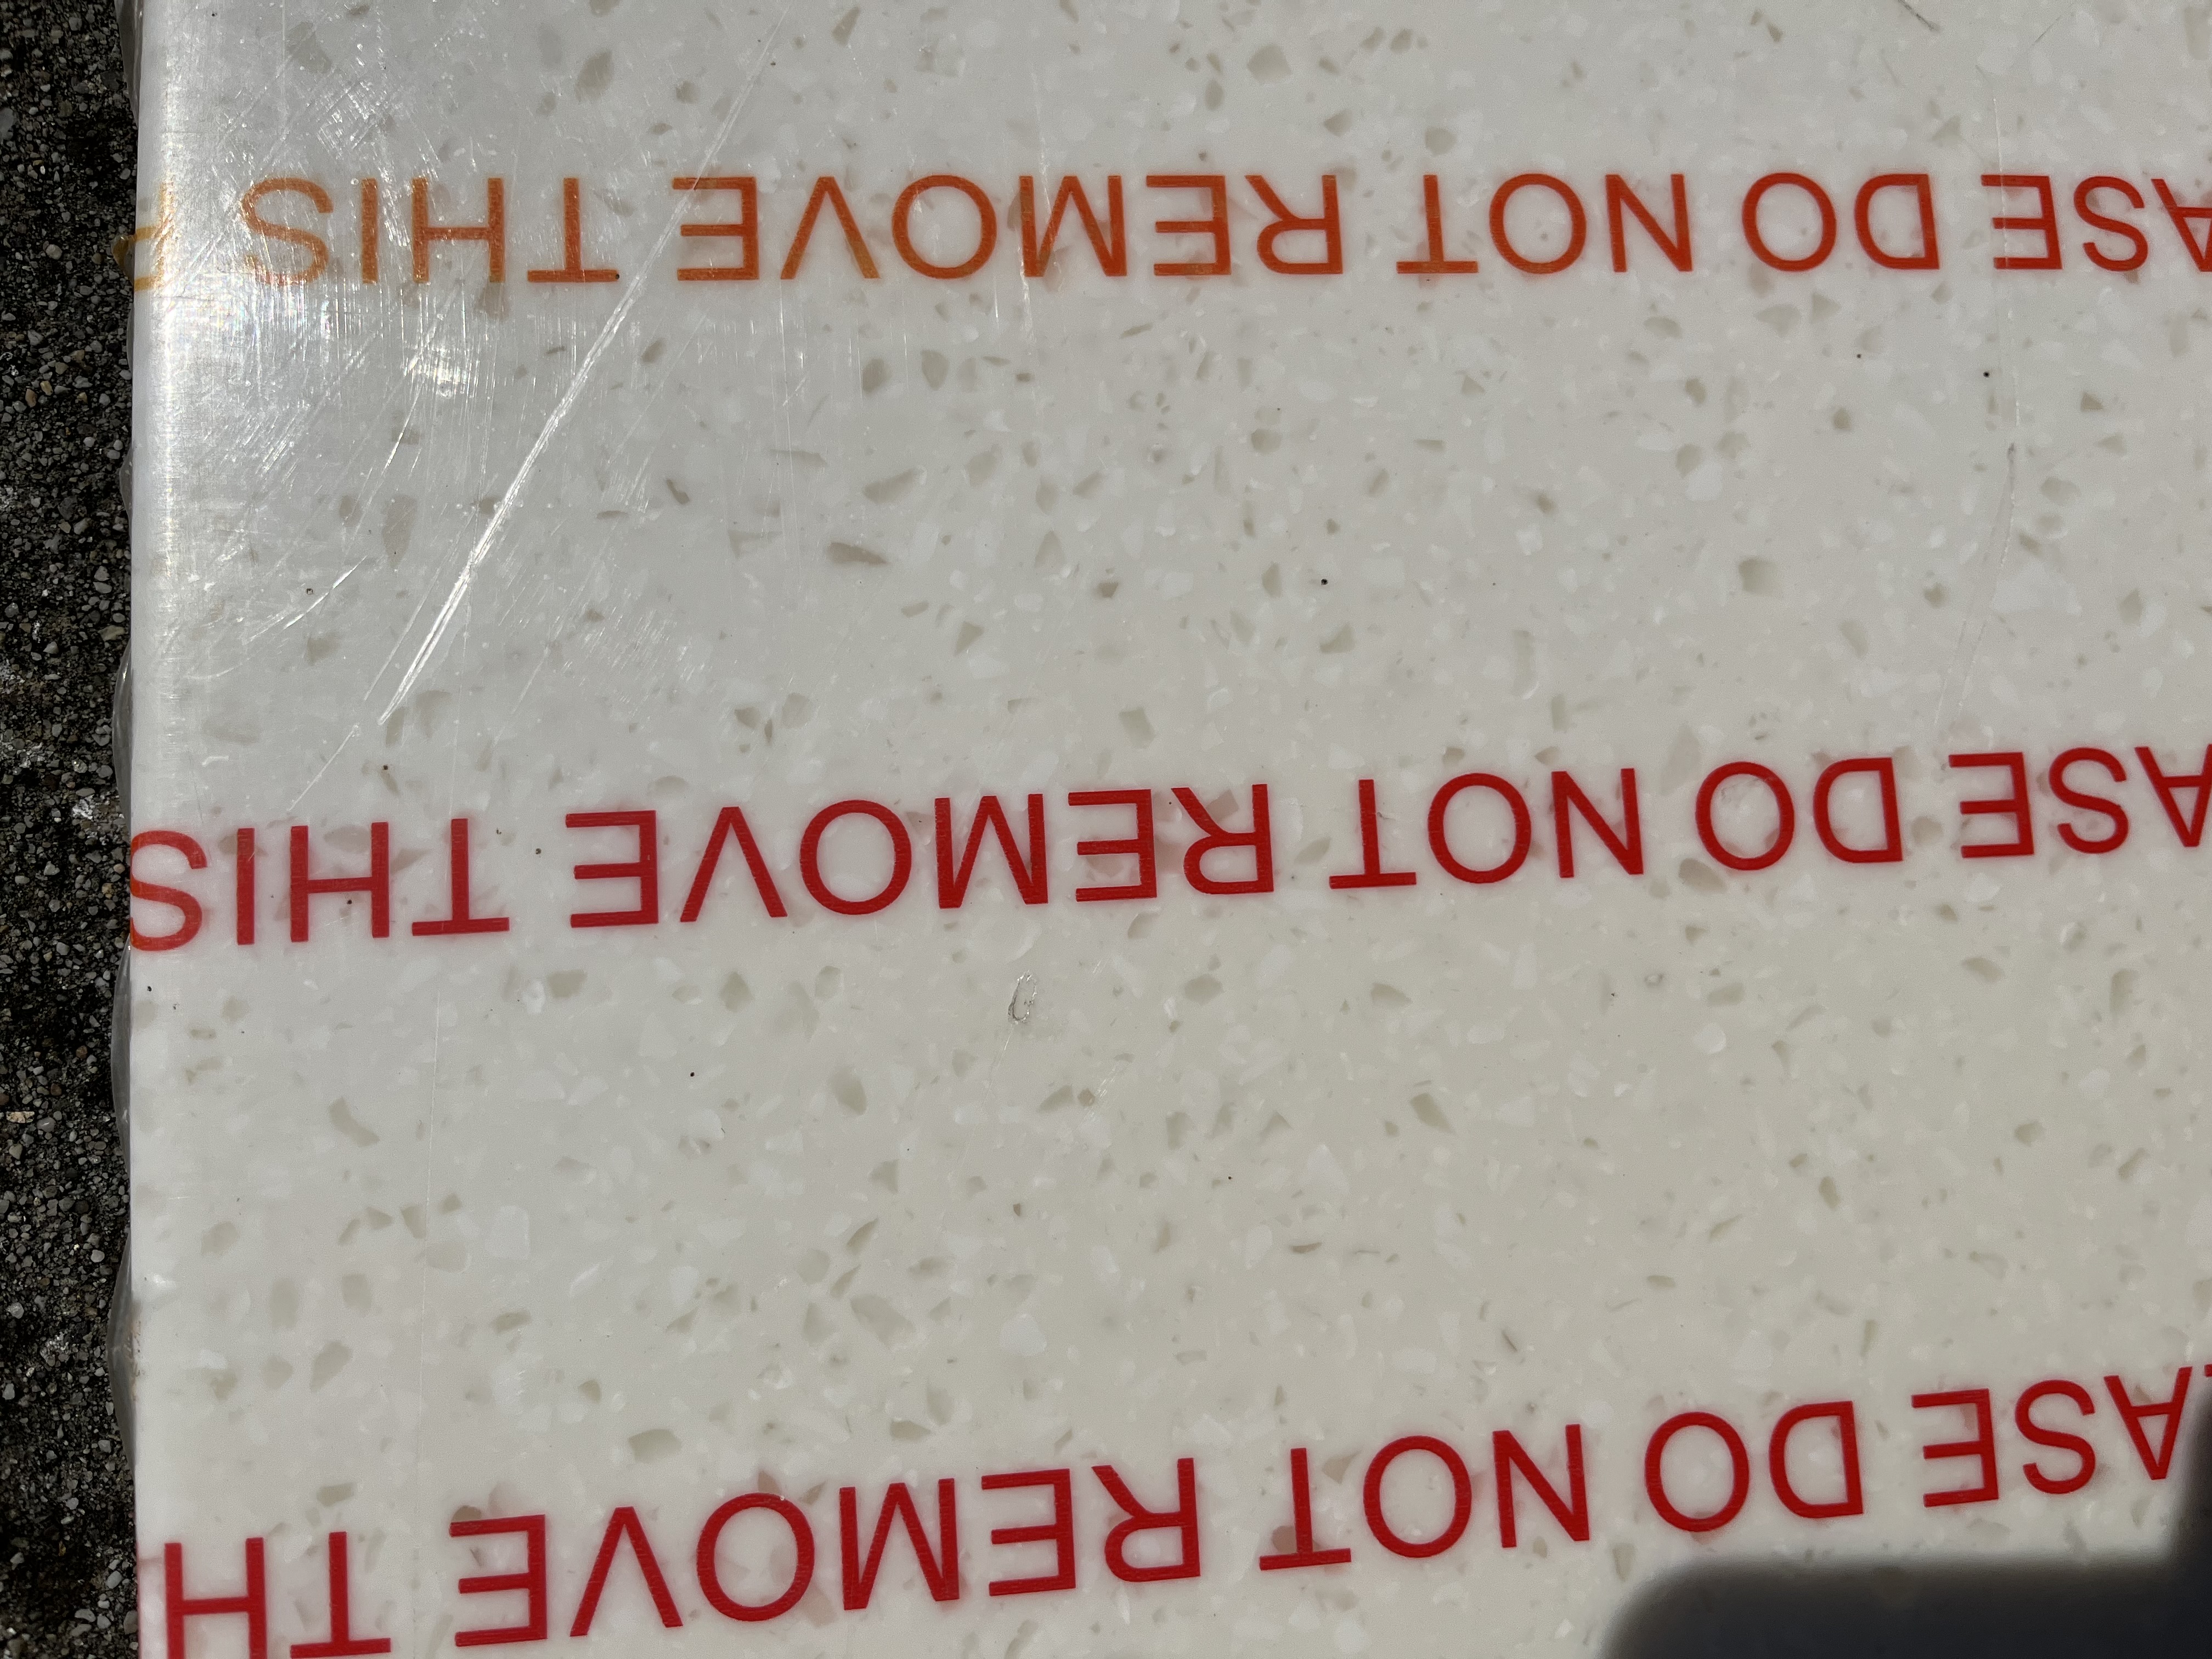 ASE DO NOT REMOVE TH
ASE DO NOT REMOVE THIS
ASE DO NOT REMOVE THIS